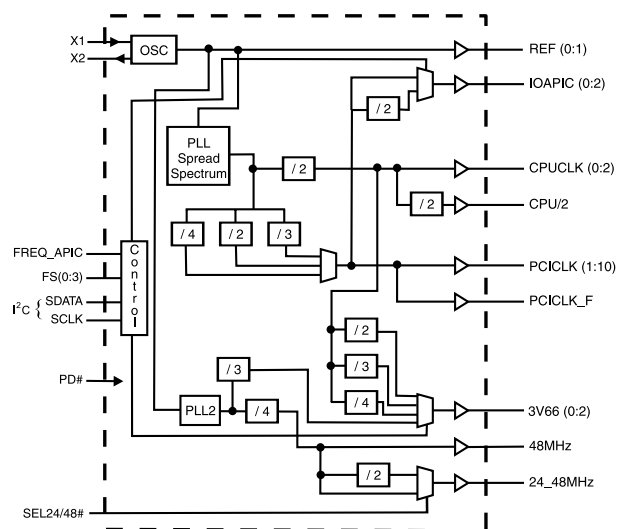 X1
X2
OSC
REF (0:1)
IOAPIC (0:2)
/ 2
PLL
Spread
Spectrum
/ 2
CPUCLK (0:2)
/ 2
CPU/2
/ 4
/ 2
/ 3
FREQ_APIC
FS(0:3)
I²C { SDATA
SCLK
Control
PCICLK (1:10)
PCICLK_F
/ 2
/ 3
/ 4
PD#
/ 3
PLL2
/ 4
3V66 (0:2)
48MHz
/ 2
24_48MHz
SEL24/48#